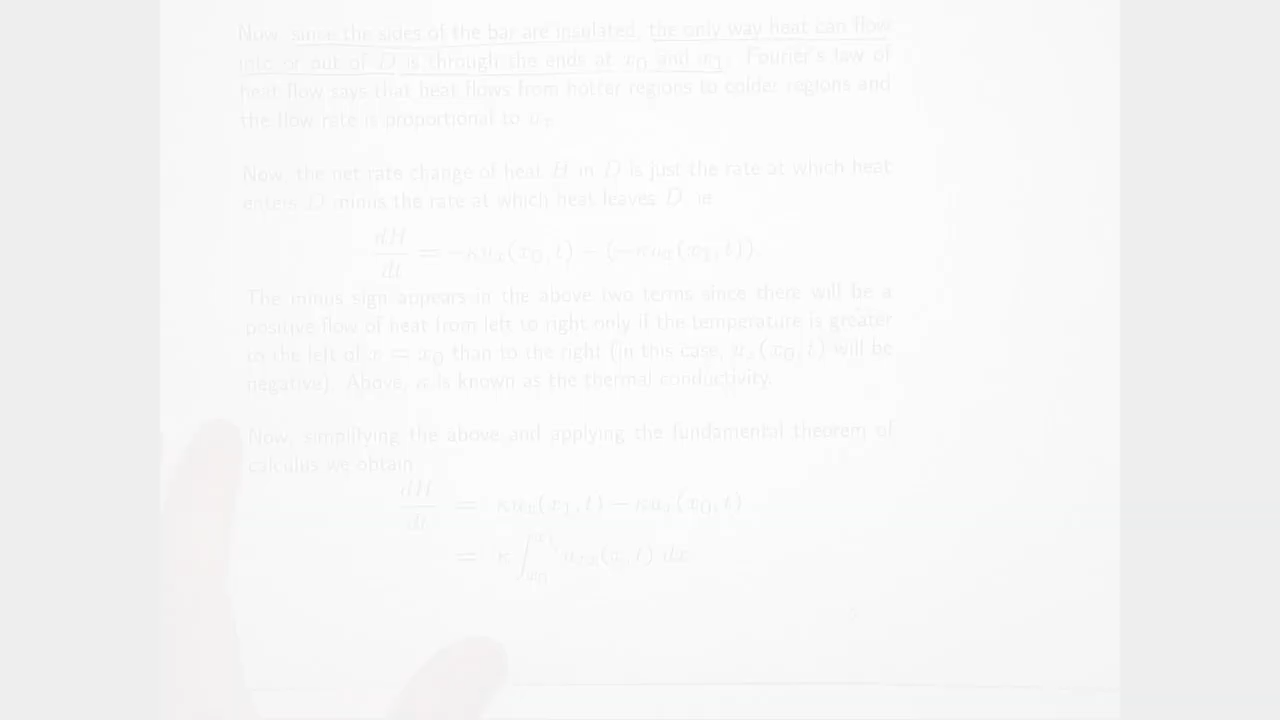 Now, since the sides of the bar are insulated, the only way heat can flow
into or out of D is through the ends at x₀ and x₁. Fourier's law of
heat flow says that heat flows from hotter regions to colder regions and
the flow rate is proportional to uₓ.
Now, the net rate change of heat H in D is just the rate at which heat
enters D minus the rate at which heat leaves D, ie
dH/dt = −κuₓ(x₀, t) − (−κuₓ(x₁, t))
The minus sign appears in the above two terms since there will be a
positive flow of heat from left to right only if the temperature is greater
to the left of x = x₀ than to the right (in this case, uₓ(x₀, t) will be
negative). Above, κ is known as the thermal conductivity.
Now, simplifying the above and applying the fundamental theorem of
calculus we obtain
dH/dt = κuₓ(x₁, t) − κuₓ(x₀, t)
= κ ∫ₓ₀ˣ¹ uₓₓ(x, t) dx